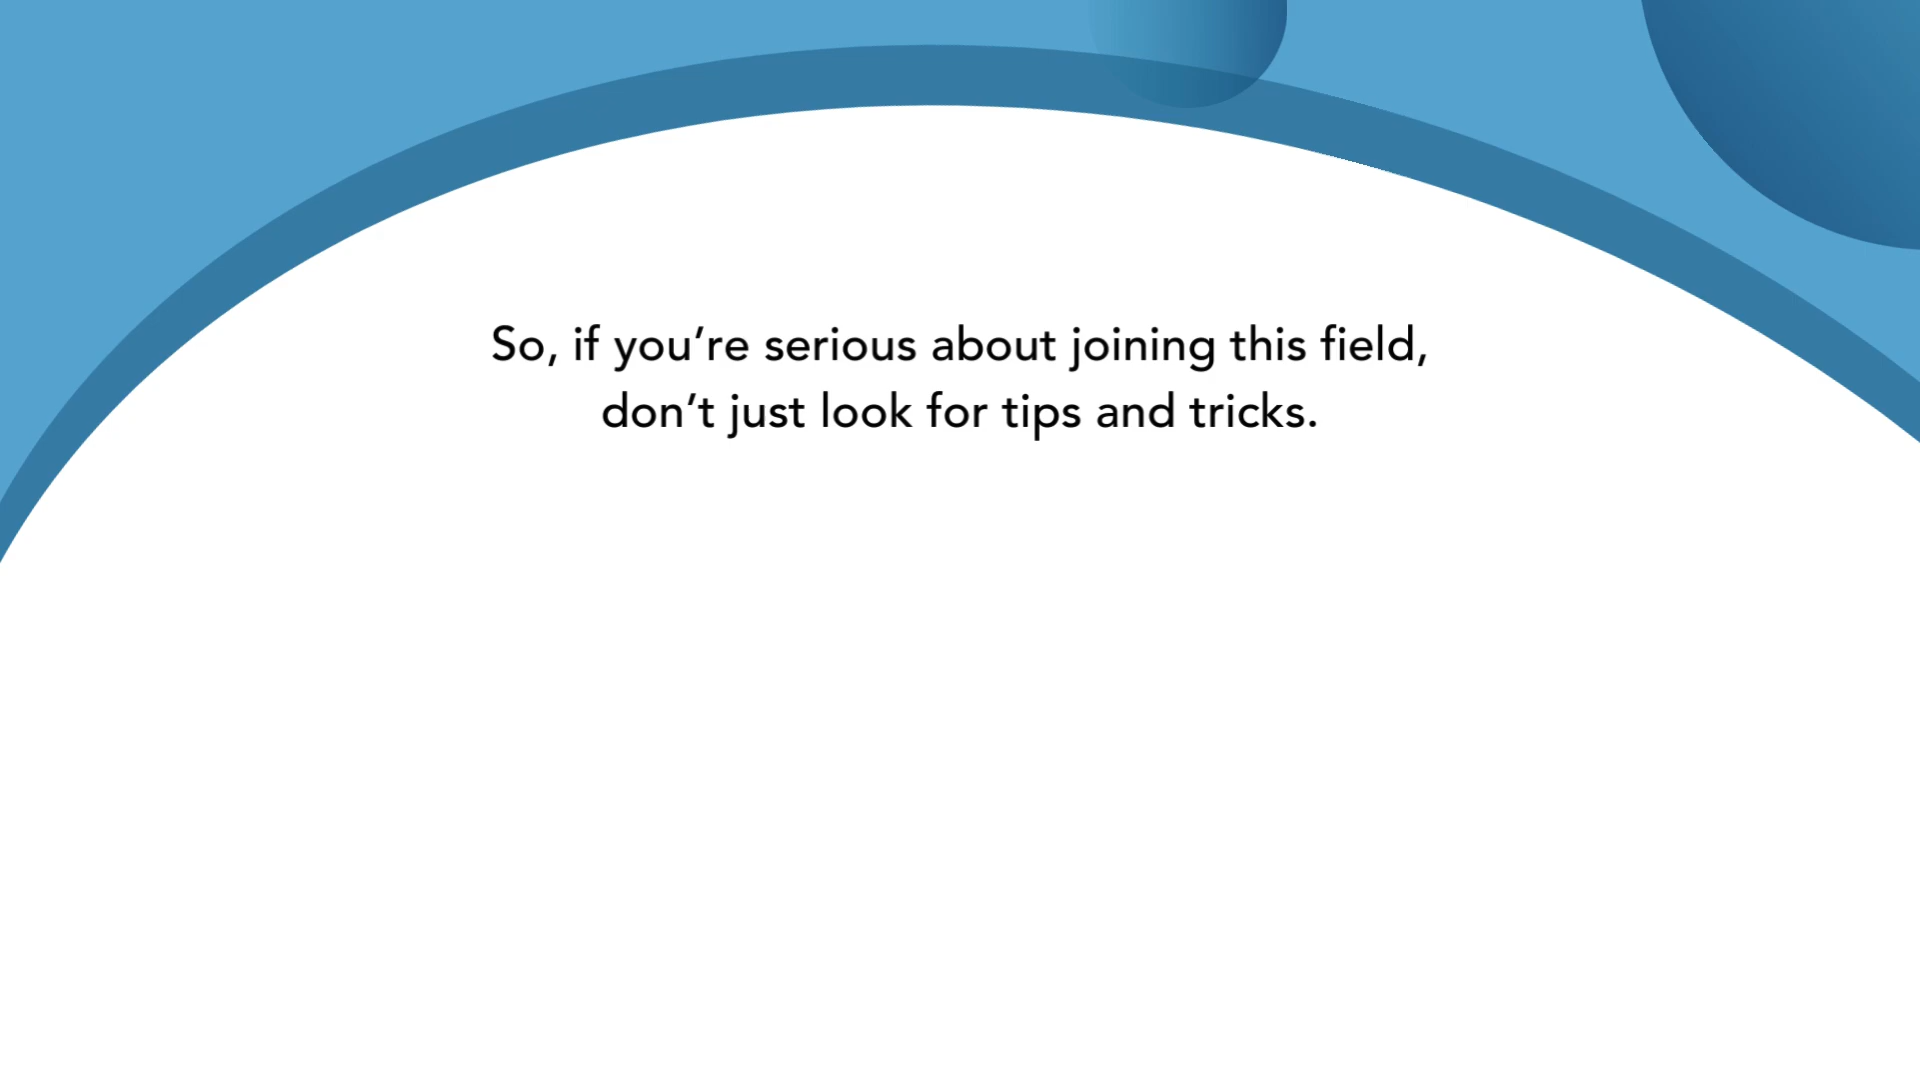 So, if you’re serious about joining this field,
don’t just look for tips and tricks.